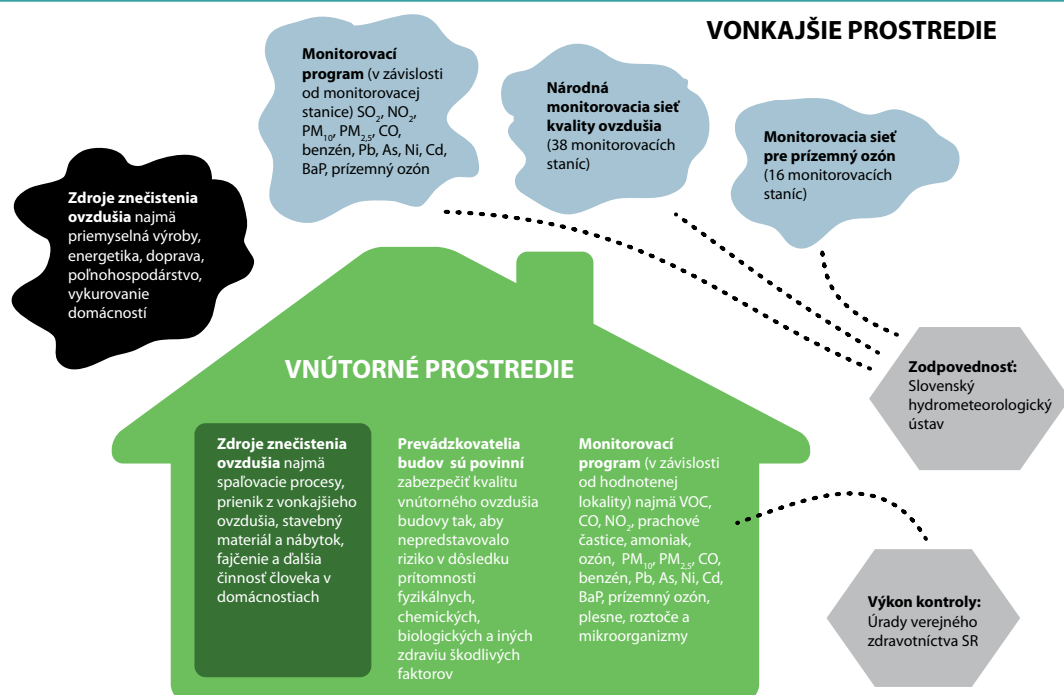 VONKAJŠIE PROSTREDIE
Monitorovací
program (v závislosti
od monitorovacej
stanice) SO₂, NO₂,
PM₁₀, PM₂,₅, CO,
benzén, Pb, As, Ni, Cd,
BaP, prízemný ozón
Národná
monitorovacia sieť
kvality ovzdušia
(38 monitorovacích
staníc)
Monitorovacia sieť
pre prízemný ozón
(16 monitorovacích
staníc)
Zdroje znečistenia
ovzdušia najmä
priemyselná výroby,
energetika, doprava,
poľnohospodárstvo,
vykurovanie
domácností
VNÚTORNÉ PROSTREDIE
Zdroje znečistenia
ovzdušia najmä
spaľovacie procesy,
prienik z vonkajšieho
ovzdušia, stavebný
materiál a nábytok,
fajčenie a ďalšia
činnosť človeka v
domácnostiach
Prevádzkovatelia
budov sú povinní
zabezpečiť kvalitu
vnútorného ovzdušia
budovy tak, aby
nepredstavovalo
riziko v dôsledku
prítomnosti
fyzikálnych,
chemických,
biologických a iných
zdraviu škodlivých
faktorov
Monitorovací
program (v závislosti
od hodnotenej
lokality) najmä VOC,
CO, NO₂, prachové
častice, amoniak,
ozón, PM₁₀, PM₂,₅, CO,
benzén, Pb, As, Ni, Cd,
BaP, prízemný ozón,
plesne, roztoče a
mikroorganizmy
Zodpovednosť:
Slovenský
hydrometeorologický
ústav
Výkon kontroly:
Úrady verejného
zdravotníctva SR